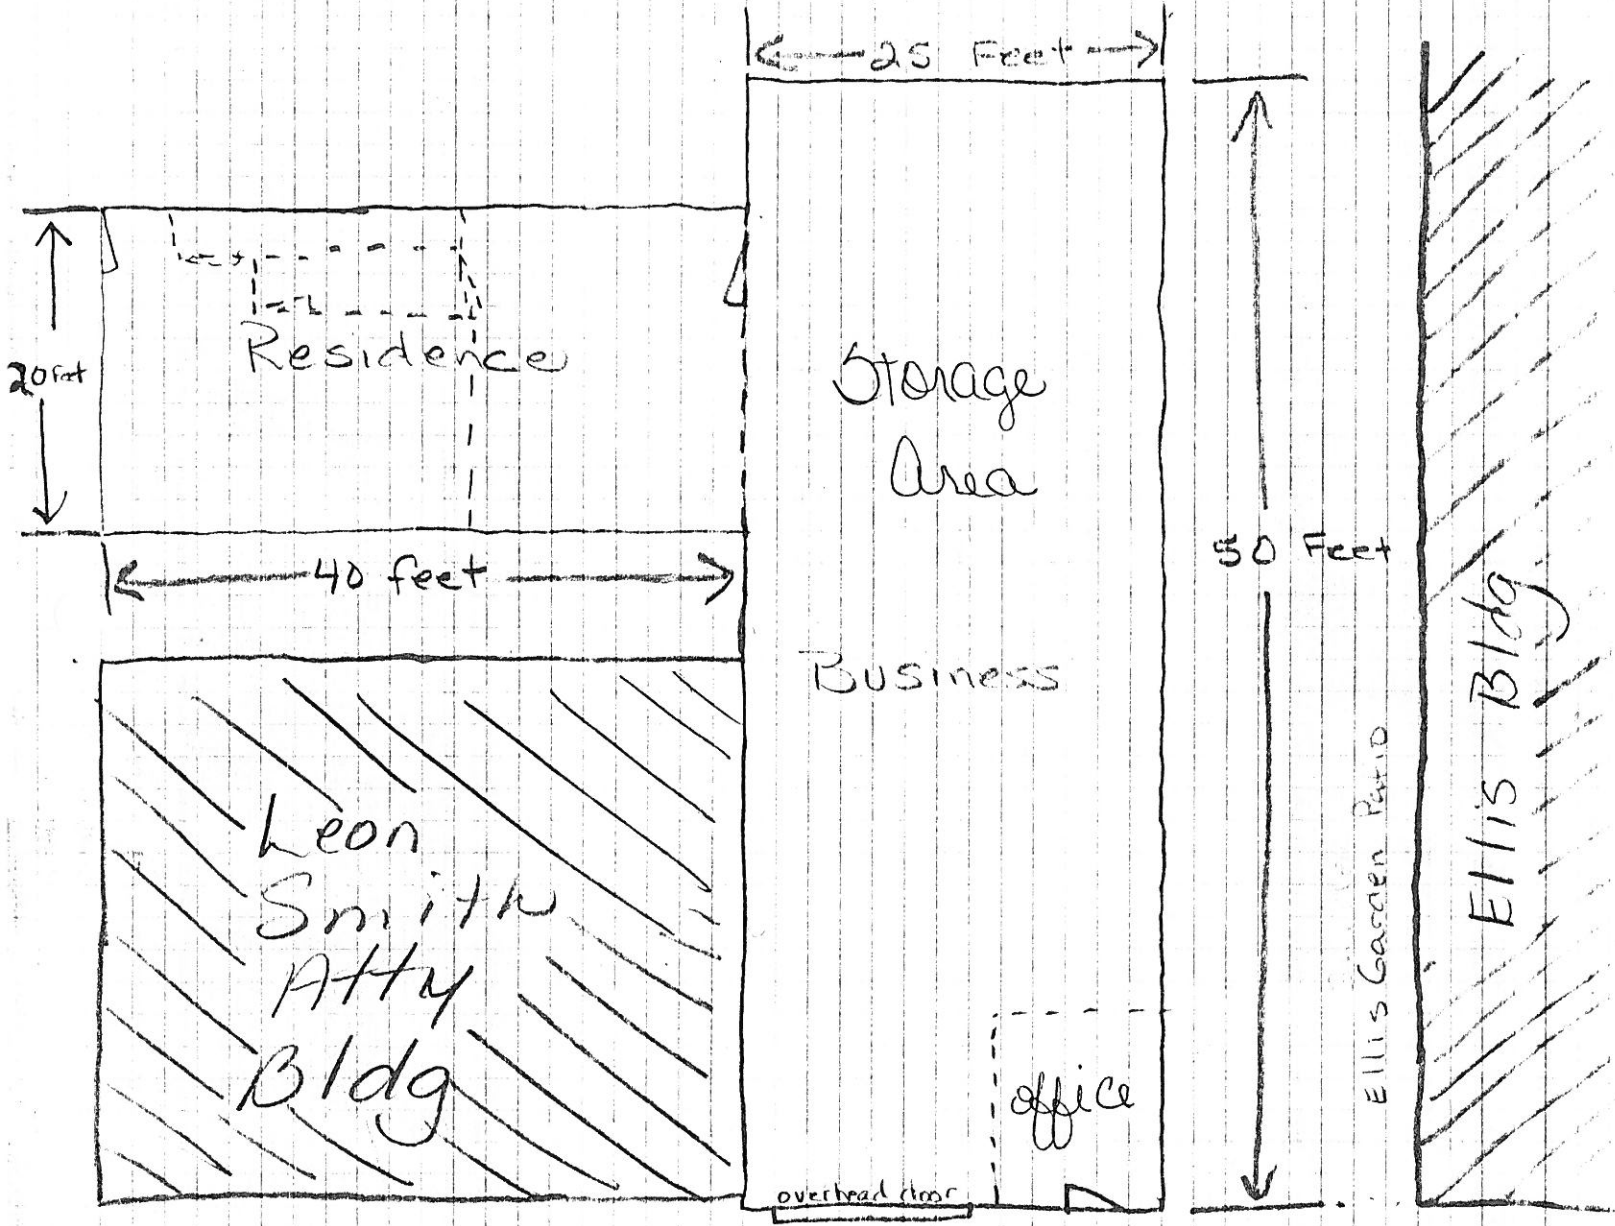 25 Feet
20 Feet
Residence
Storage
Area
40 feet
50 Feet
Business
Leon
Smith
Atty
Bldg
Ellis Garden Patio
Ellis Bldg
office
overhead door